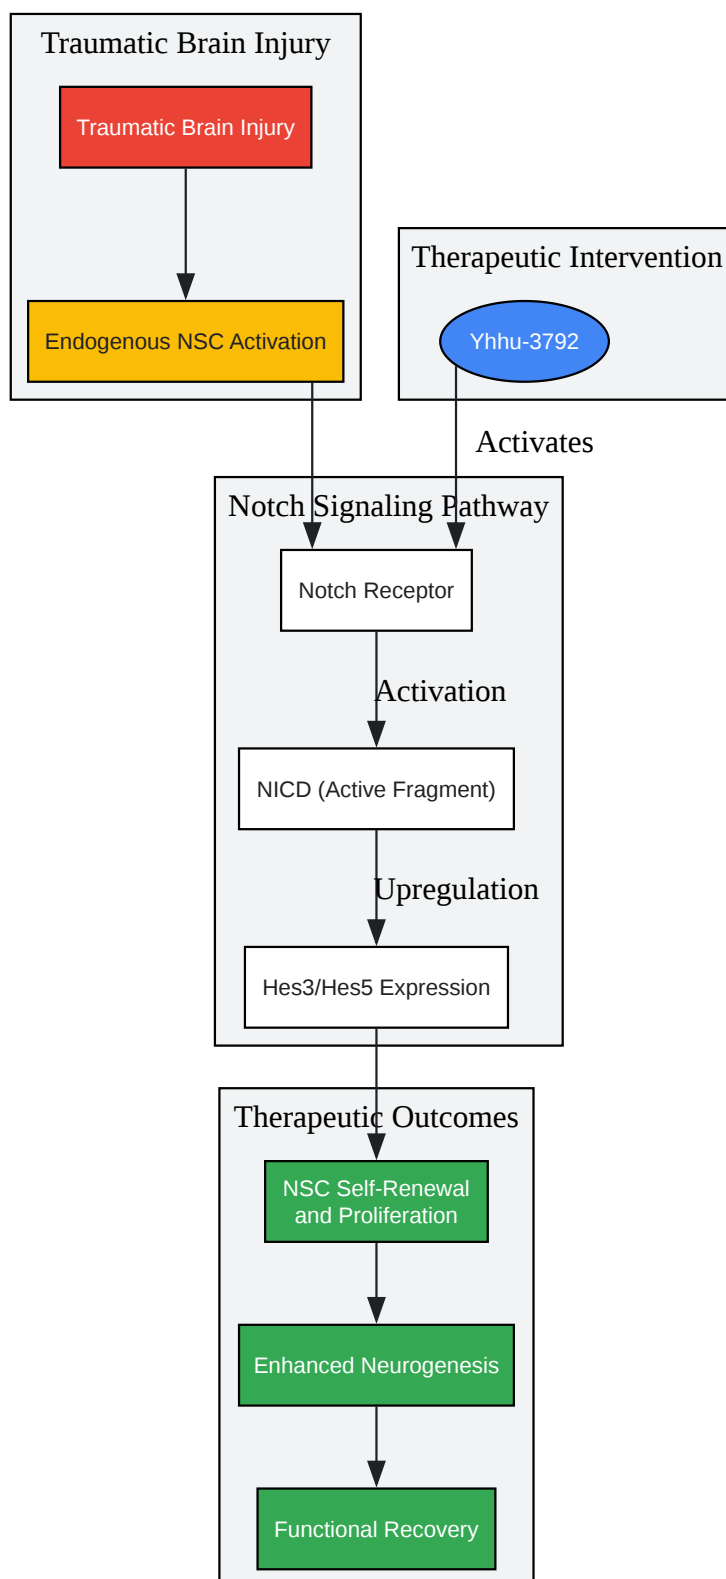 Traumatic Brain Injury
Traumatic Brain Injury
Endogenous NSC Activation
Therapeutic Intervention
Yhhu-3792
Activates
Notch Signaling Pathway
Notch Receptor
Activation
NICD (Active Fragment)
Upregulation
Hes3/Hes5 Expression
Therapeutic Outcomes
NSC Self-Renewal
and Proliferation
Enhanced Neurogenesis
Functional Recovery